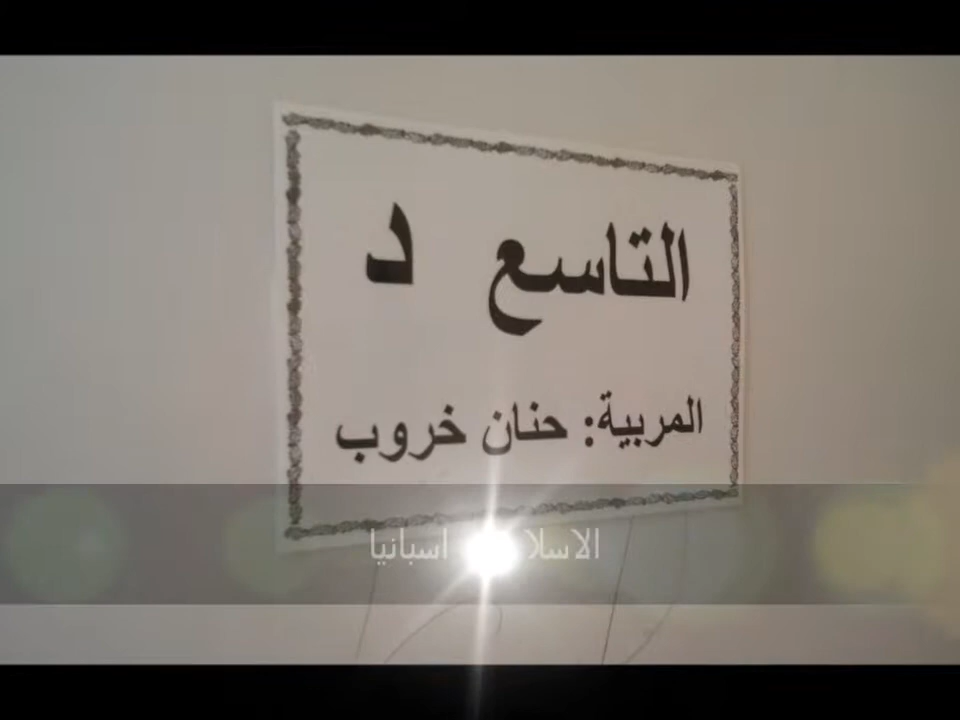 التاسع د
المربية: حنان خروب
اسبانيا